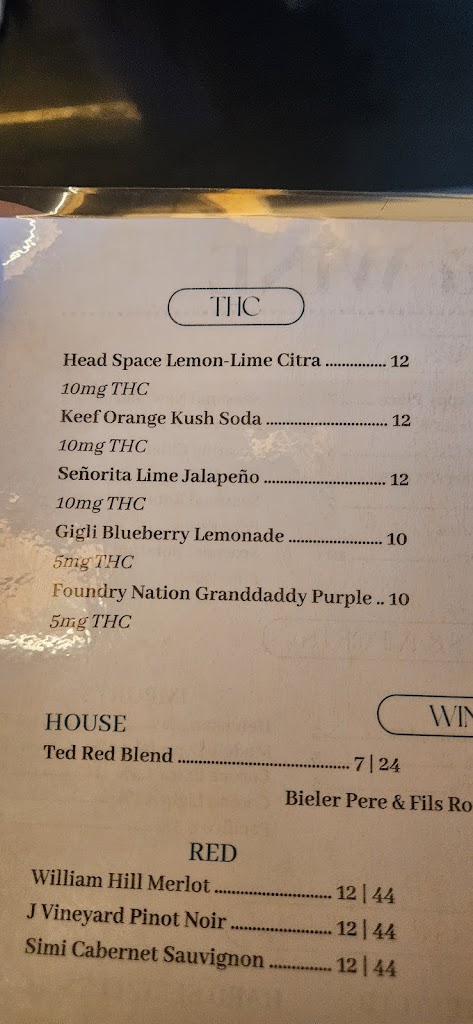 THC
Head Space Lemon-Lime Citra ............... 12
10mg THC
Keef Orange Kush Soda .............................. 12
10mg THC
Señorita Lime Jalapeño .............................. 12
10mg THC
Gigli Blueberry Lemonade ....................... 10
5mg THC
Foundry Nation Granddaddy Purple .. 10
5mg THC
WIN
HOUSE
Ted Red Blend ........................................... 7 | 24
Bieler Pere & Fils Ro
RED
William Hill Merlot ............................. 12 | 44
J Vineyard Pinot Noir ......................... 12 | 44
Simi Cabernet Sauvignon ............... 12 | 44